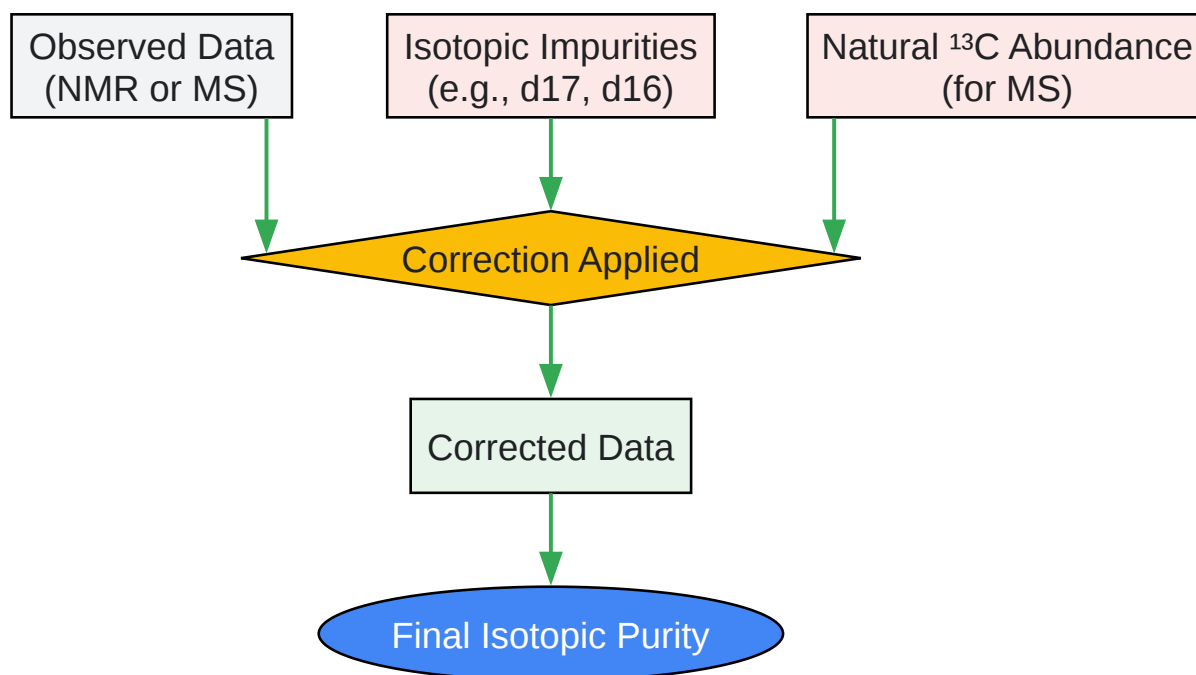 Observed Data
(NMR or MS)
Isotopic Impurities
(e.g., d17, d16)
Natural ¹³C Abundance
(for MS)
Correction Applied
Corrected Data
Final Isotopic Purity